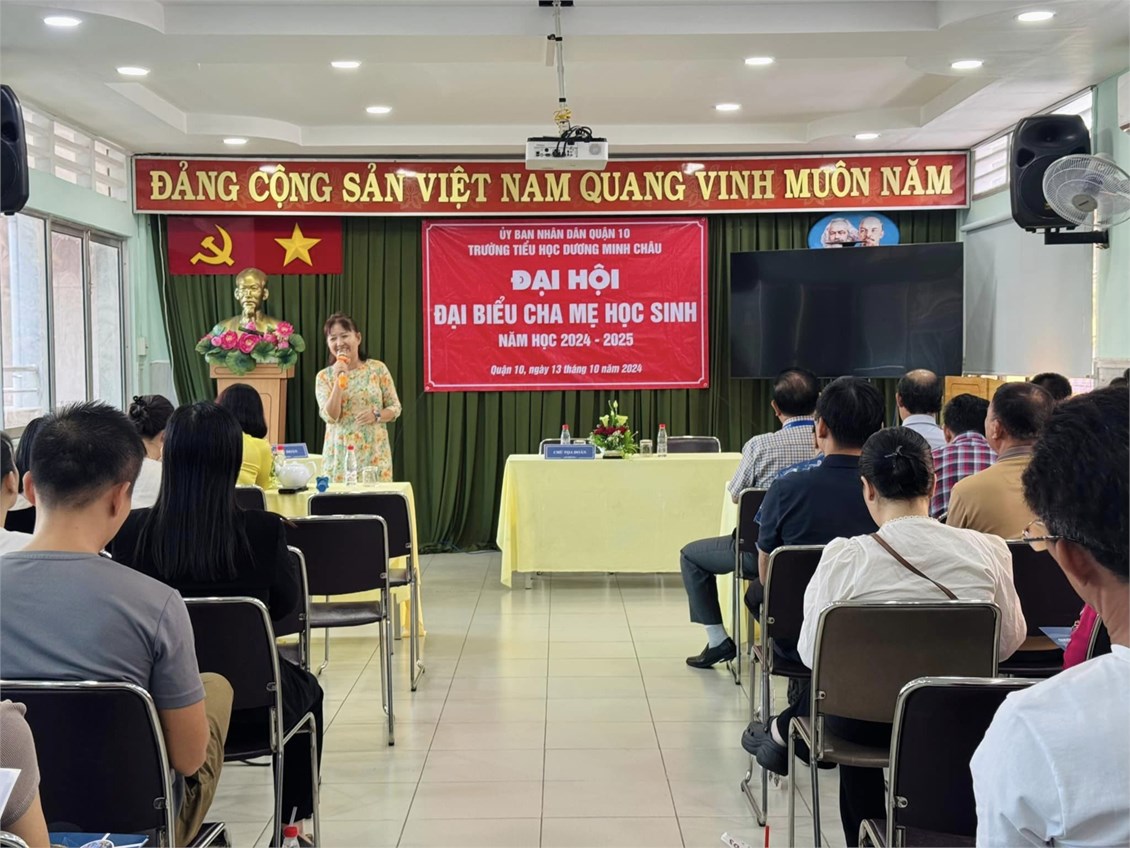 ĐẢNG CỘNG SẢN VIỆT NAM QUANG VINH MUÔN NĂM
ỦY BAN NHÂN DÂN QUẬN 10
TRƯỜNG TIỂU HỌC DƯƠNG MINH CHÂU
ĐẠI HỘI
ĐẠI BIỂU CHA MẸ HỌC SINH
NĂM HỌC 2024 - 2025
Quận 10, ngày 13 tháng 10 năm 2024
CHỦ TỌA ĐOÀN